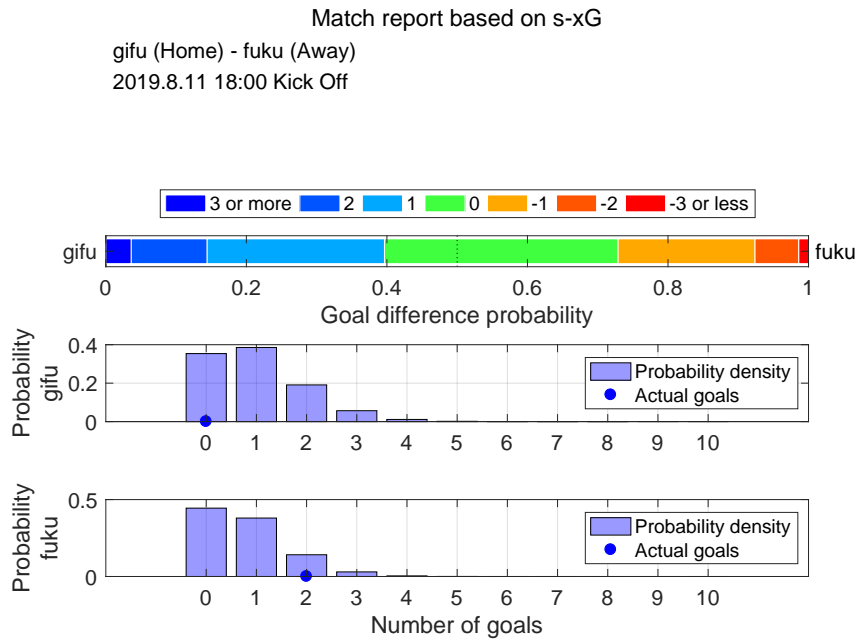 Match report based on s-xG
gifu (Home) - fuku (Away)
2019.8.11 18:00 Kick Off
3 or more 2 1 0 -1 -2 -3 or less
gifu fuku
0 0.2 0.4 0.6 0.8 1
Goal difference probability
Probability
gifu
0.4
0.2
0
Probability density
Actual goals
0 1 2 3 4 5 6 7 8 9 10
Probability
fuku
0.5
0
Probability density
Actual goals
0 1 2 3 4 5 6 7 8 9 10
Number of goals